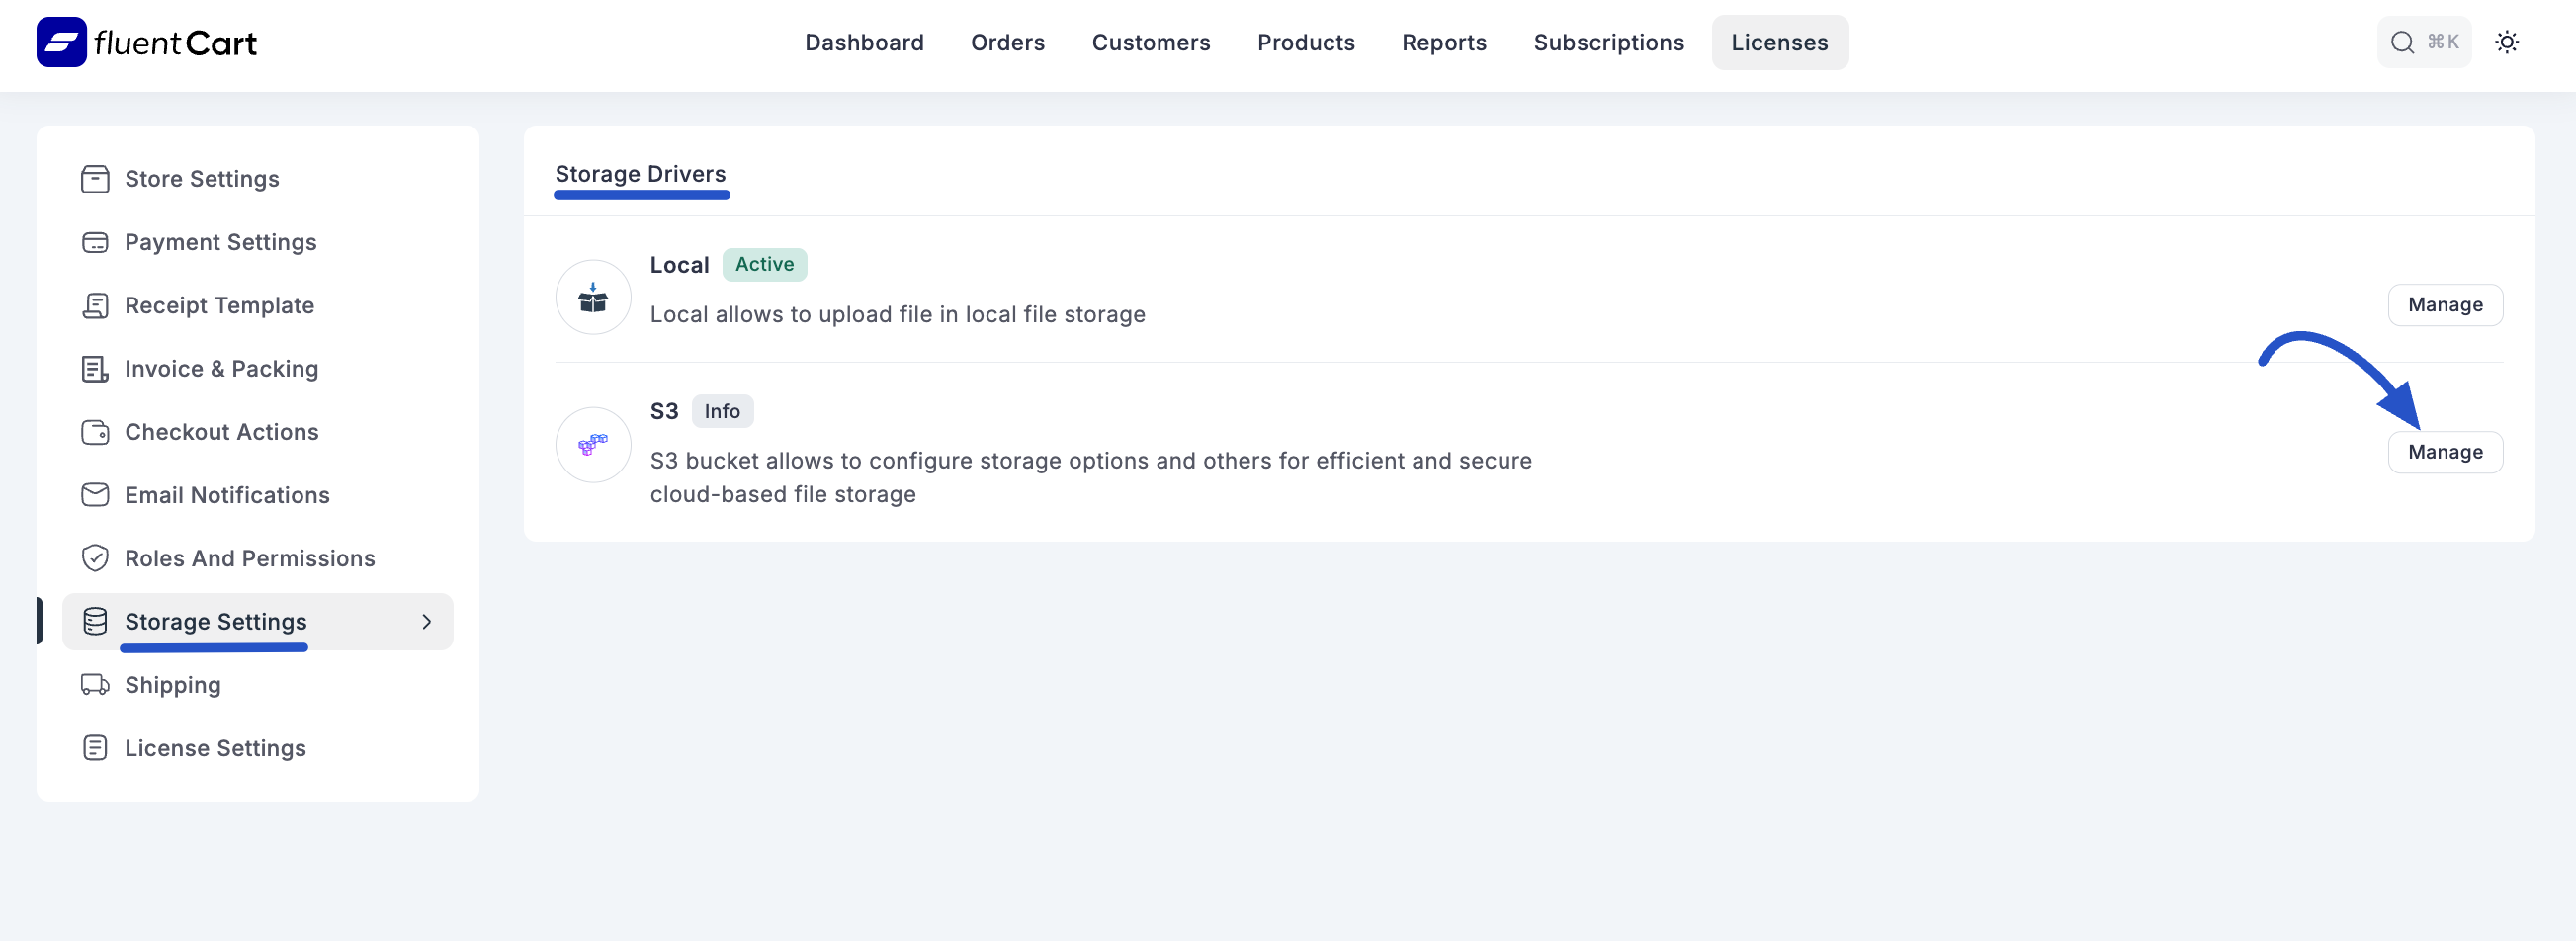 fluentCart
Dashboard
Orders
Customers
Products
Reports
Subscriptions
Licenses
⌘K
Store Settings
Payment Settings
Receipt Template
Invoice & Packing
Checkout Actions
Email Notifications
Roles And Permissions
Storage Settings
Shipping
License Settings
Storage Drivers
Local Active
Local allows to upload file in local file storage
Manage
S3 Info
S3 bucket allows to configure storage options and others for efficient and secure
cloud-based file storage
Manage